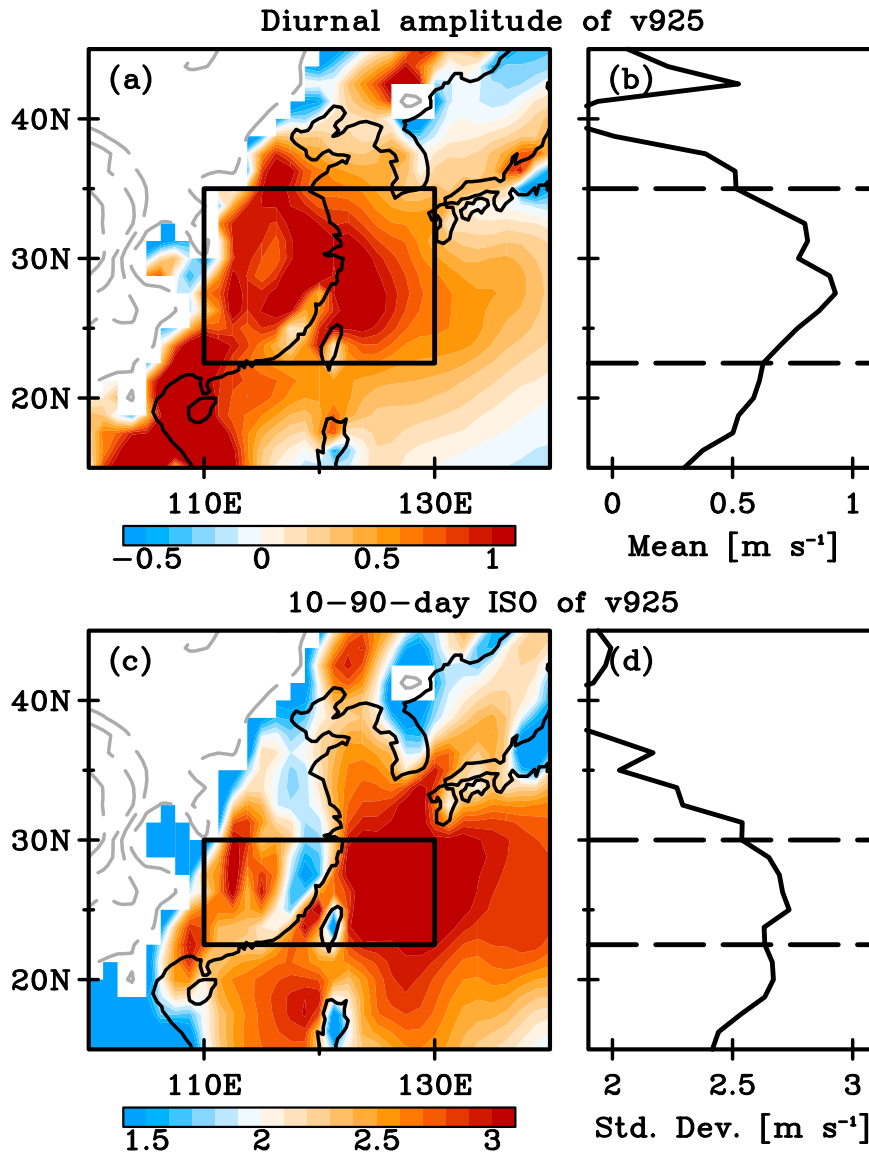 Diurnal amplitude of v925
(a) (b)
40N
30N
20N
110E 130E 0 0.5 1
−0.5 0 0.5 1
Mean [m s⁻¹]
10−90−day ISO of v925
(c) (d)
40N
30N
20N
110E 130E 2 2.5 3
1.5 2 2.5 3
Std. Dev. [m s⁻¹]